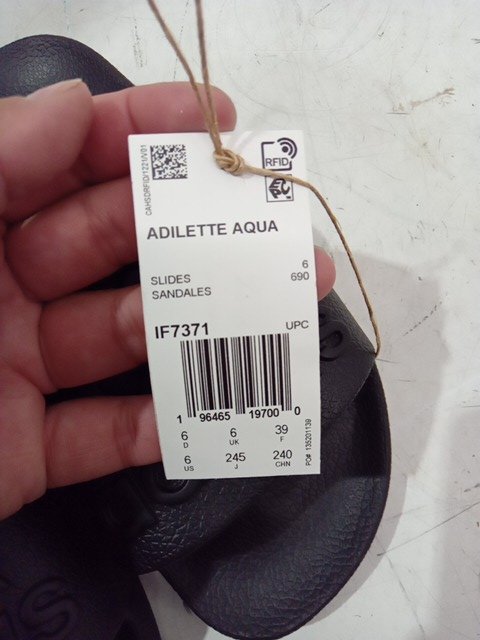 CAHSDRFID/1221/V01
RFID
ADILETTE AQUA
6
SLIDES 690
SANDALES
IF7371 UPC
1 96465 19700 0
6 6 39
D UK F
6 245 240
US J CHN
PO# 135201139